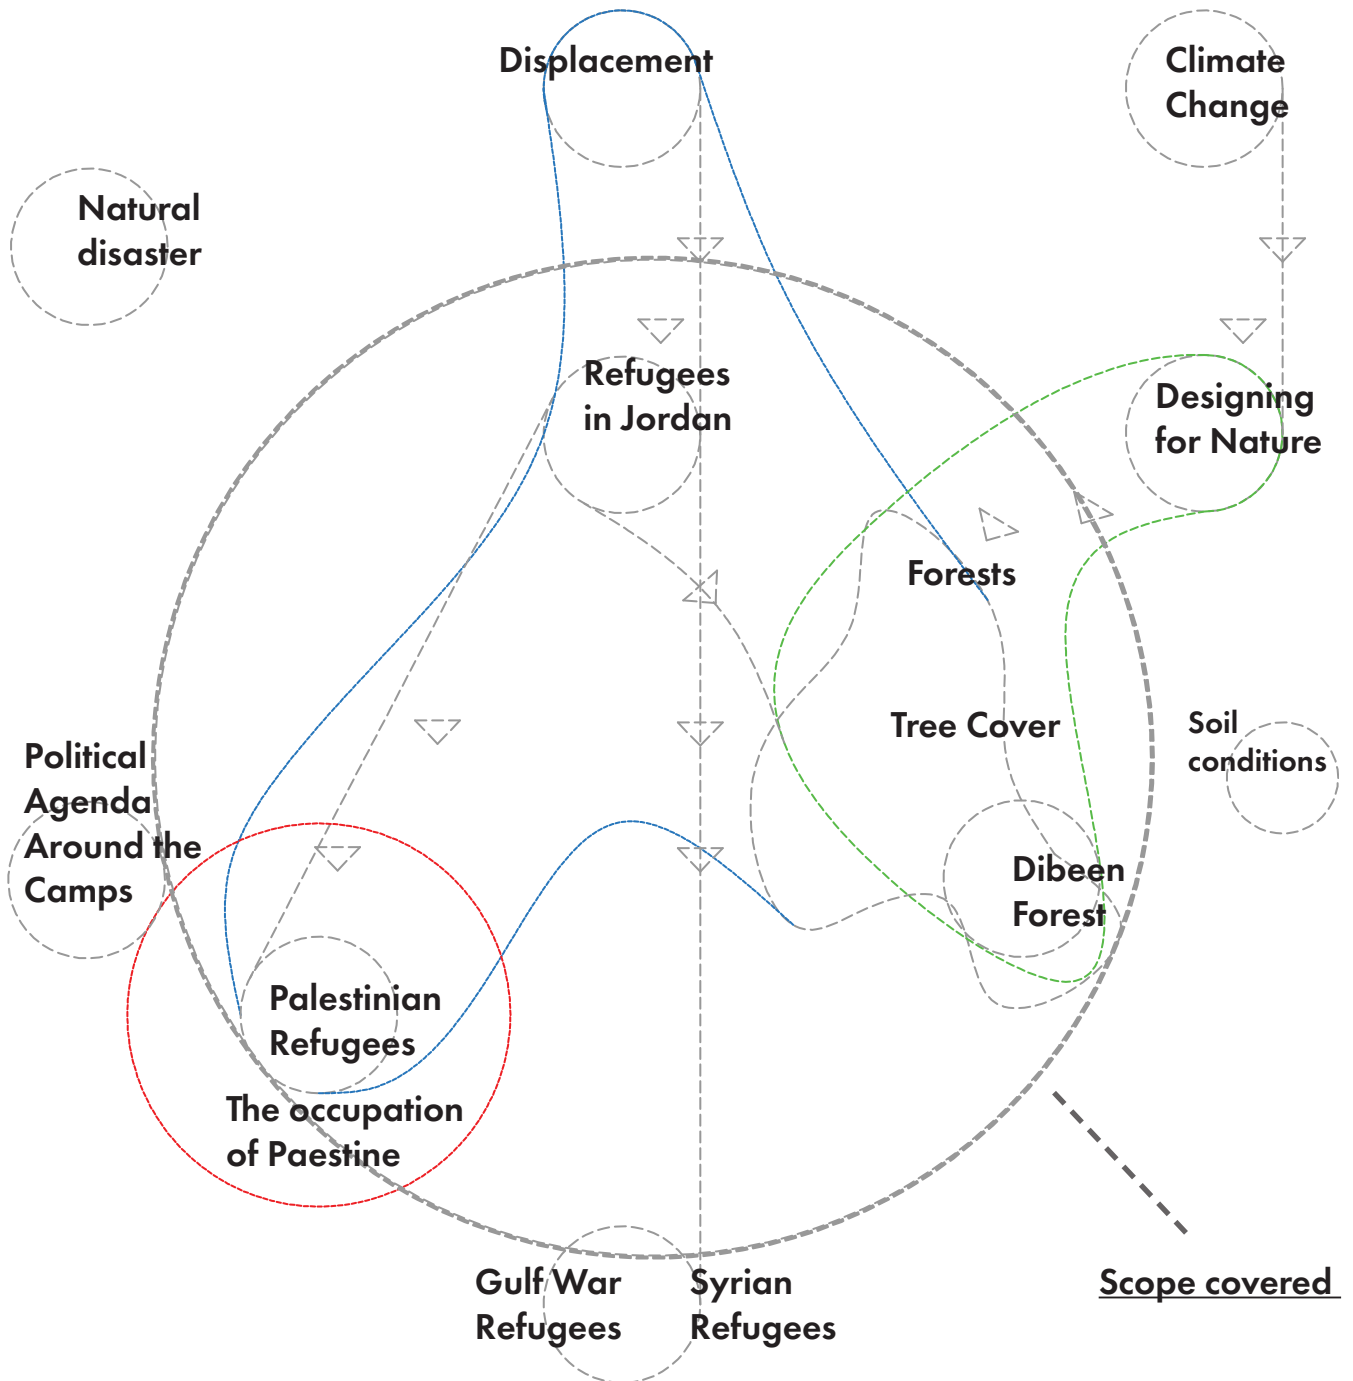 Displacement
Climate
Change
Natural
disaster
Refugees
in Jordan
Designing
for Nature
Forests
Tree Cover
Soil
conditions
Political
Agenda
Around the
Camps
Dibeen
Forest
Palestinian
Refugees
The occupation
of Paestine
Gulf War
Refugees
Syrian
Refugees
Scope covered